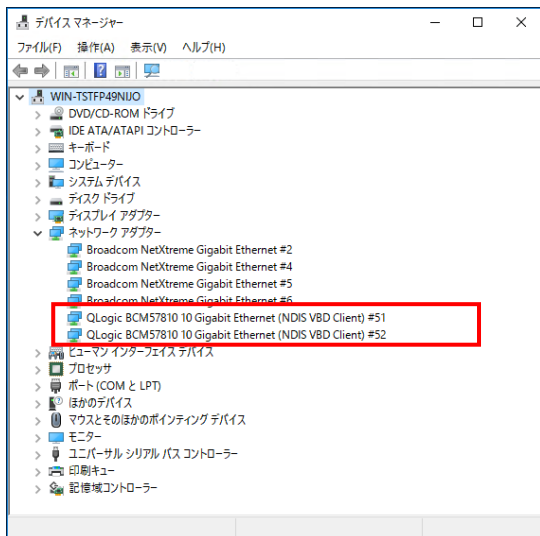 デバイス マネージャー
ファイル(F) 操作(A) 表示(V) ヘルプ(H)
WIN-TSTFP49NIJO
DVD/CD-ROM ドライブ
IDE ATA/ATAPI コントローラー
キーボード
コンピューター
システム デバイス
ディスク ドライブ
ディスプレイ アダプター
ネットワーク アダプター
Broadcom NetXtreme Gigabit Ethernet #2
Broadcom NetXtreme Gigabit Ethernet #4
Broadcom NetXtreme Gigabit Ethernet #5
Broadcom NetXtreme Gigabit Ethernet #6
QLogic BCM57810 10 Gigabit Ethernet (NDIS VBD Client) #51
QLogic BCM57810 10 Gigabit Ethernet (NDIS VBD Client) #52
ヒューマン インターフェイス デバイス
プロセッサ
ポート (COM と LPT)
ほかのデバイス
マウスとそのほかのポインティング デバイス
モニター
ユニバーサル シリアル バス コントローラー
印刷キュー
記憶域コントローラー